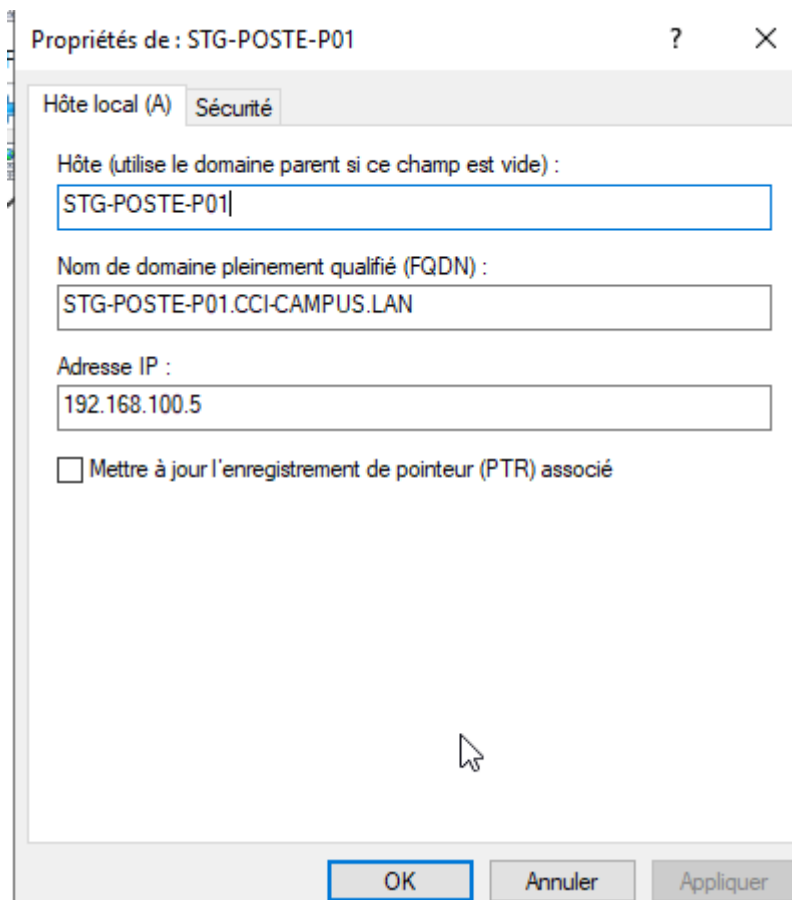 Propriétés de : STG-POSTE-P01 ? ×
Hôte local (A) Sécurité
Hôte (utilise le domaine parent si ce champ est vide) :
STG-POSTE-P01
Nom de domaine pleinement qualifié (FQDN) :
STG-POSTE-P01.CCI-CAMPUS.LAN
Adresse IP :
192.168.100.5
Mettre à jour l'enregistrement de pointeur (PTR) associé
OK Annuler Appliquer